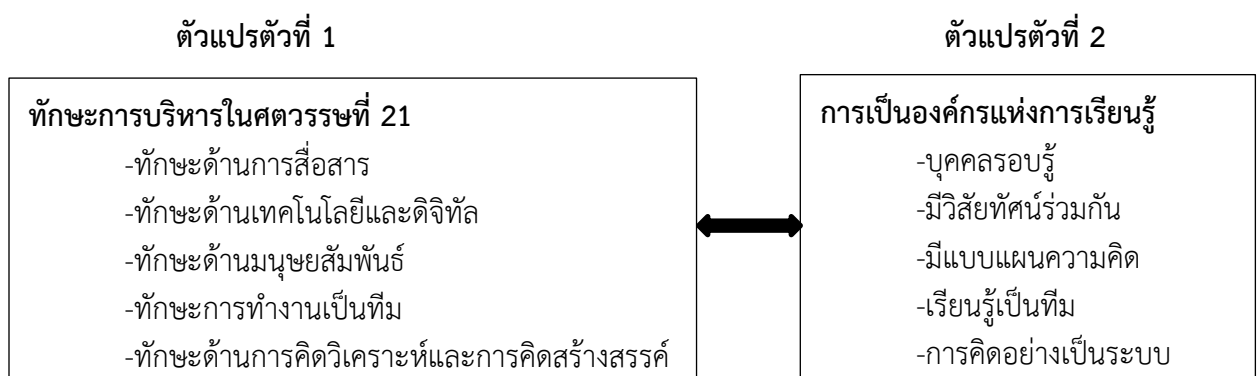 ตัวแปรตัวที่ 1
ตัวแปรตัวที่ 2
ทักษะการบริหารในศตวรรษที่ 21
-ทักษะด้านการสื่อสาร
-ทักษะด้านเทคโนโลยีและดิจิทัล
-ทักษะด้านมนุษยสัมพันธ์
-ทักษะการทำงานเป็นทีม
-ทักษะด้านการคิดวิเคราะห์และการคิดสร้างสรรค์
การเป็นองค์กรแห่งการเรียนรู้
-บุคคลรอบรู้
-มีวิสัยทัศน์ร่วมกัน
-มีแบบแผนความคิด
-เรียนรู้เป็นทีม
-การคิดอย่างเป็นระบบ